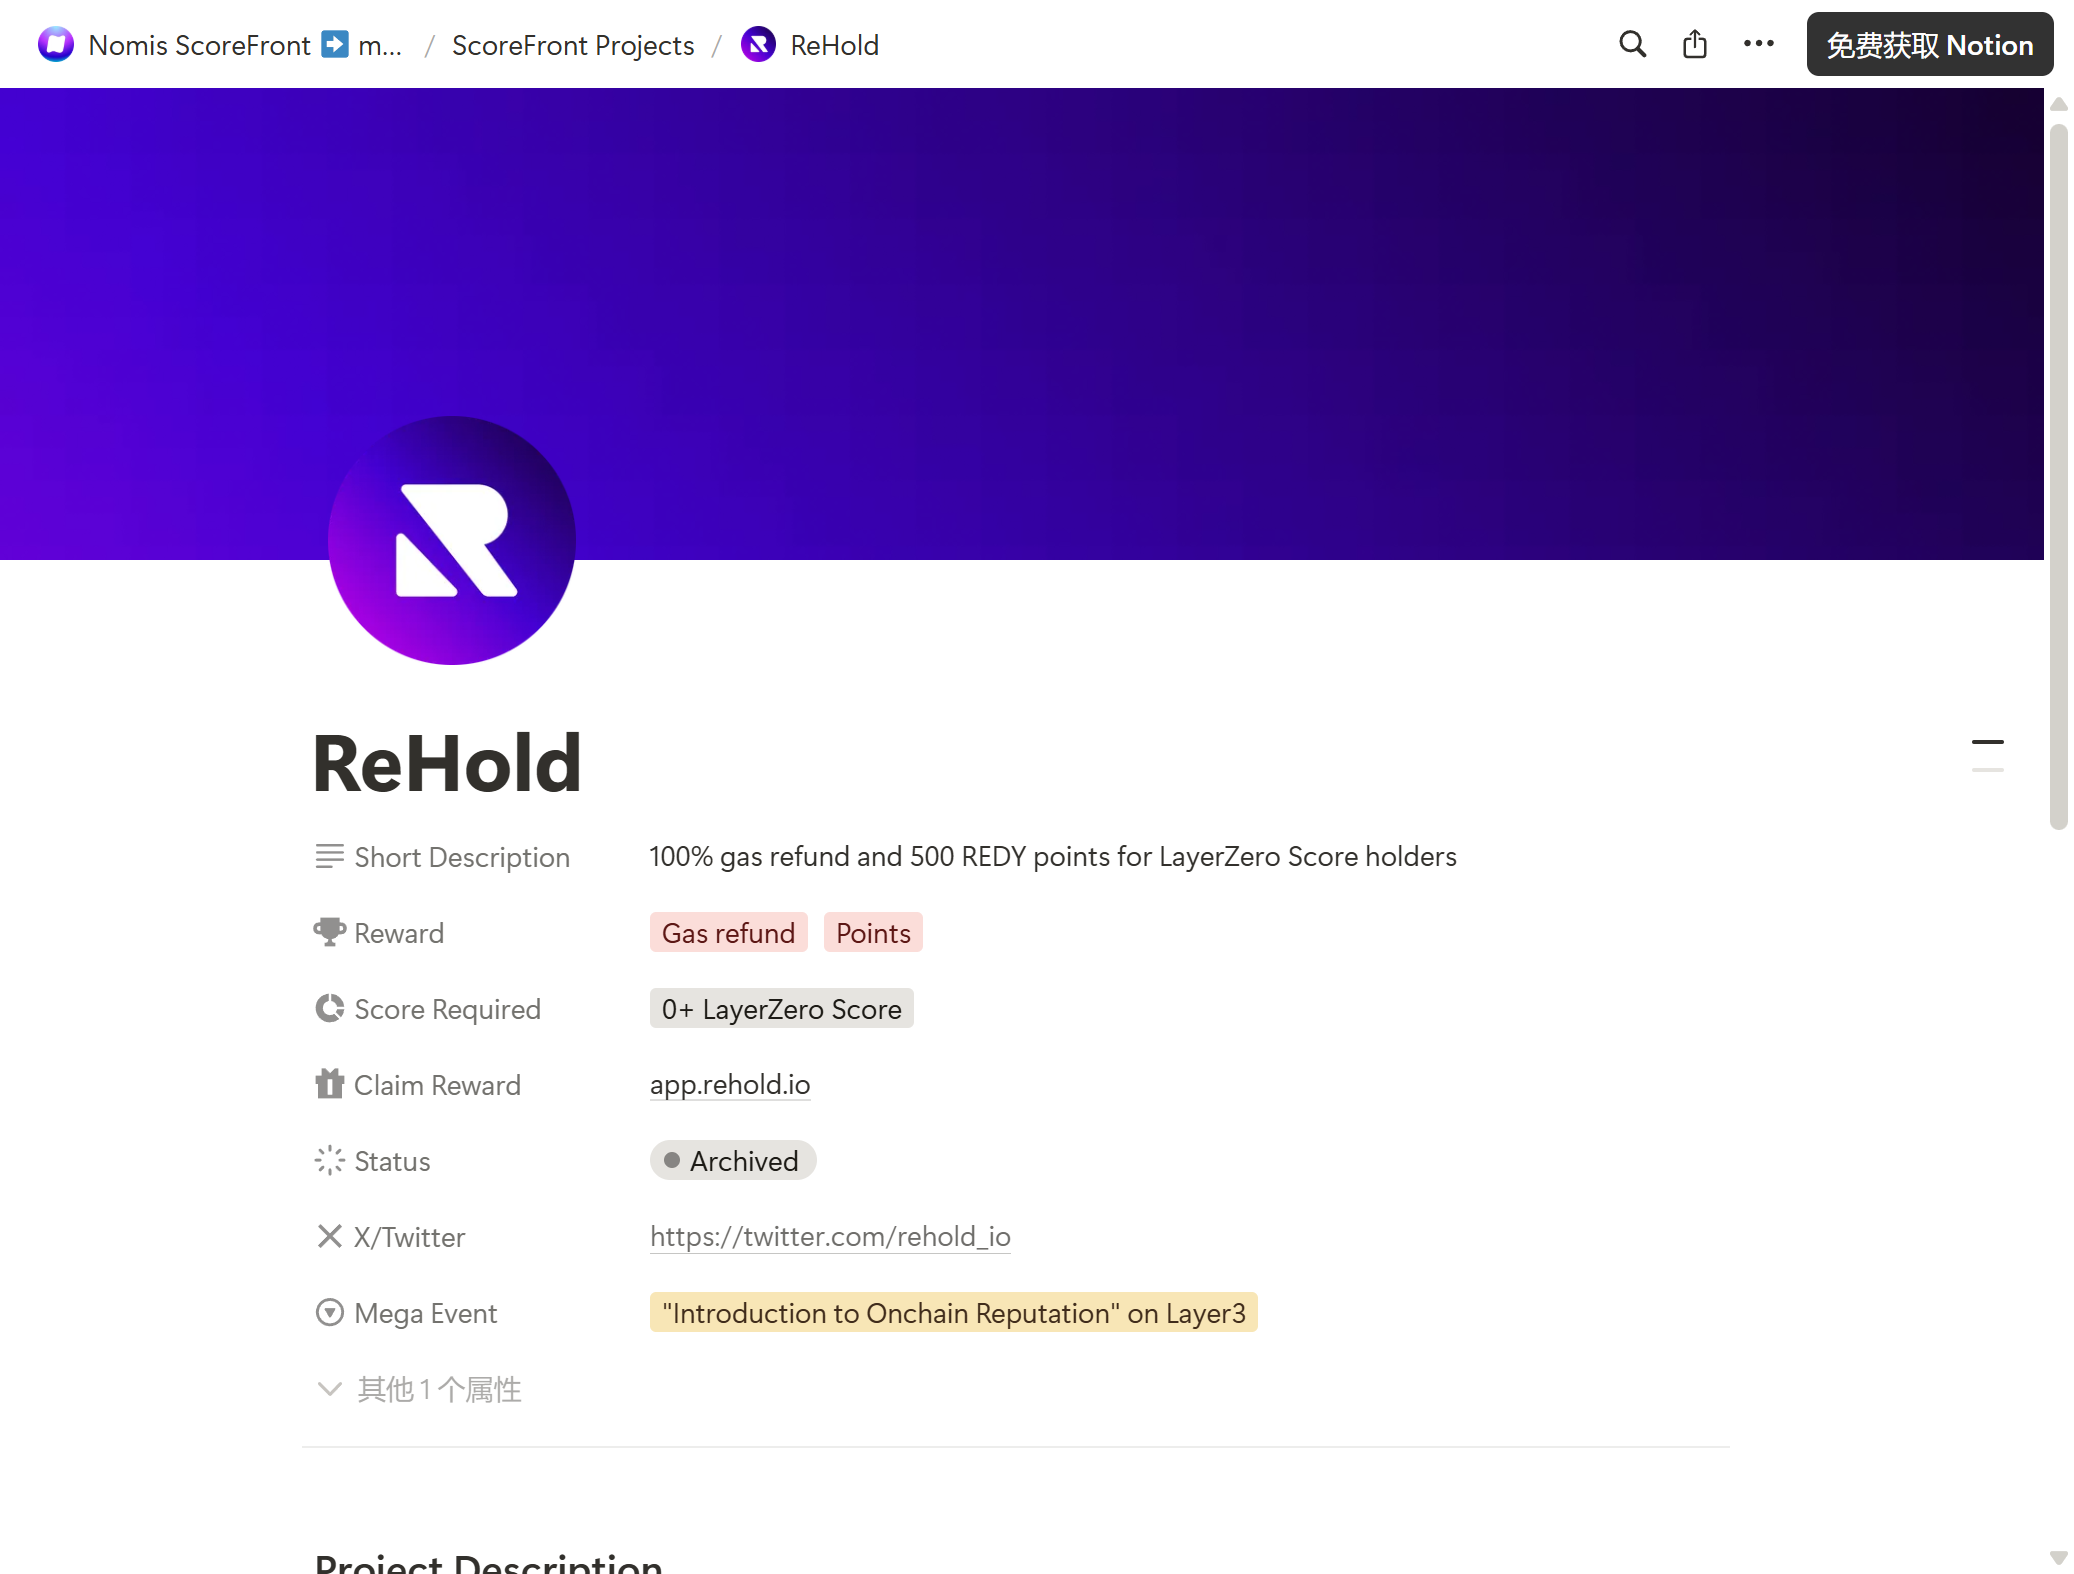 Nomis ScoreFront ➡️ m... / ScoreFront Projects / ReHold
免费获取 Notion
ReHold
Short Description 100% gas refund and 500 REDY points for LayerZero Score holders
Reward Gas refund Points
Score Required 0+ LayerZero Score
Claim Reward app.rehold.io
Status Archived
X/Twitter https://twitter.com/rehold_io
Mega Event "Introduction to Onchain Reputation" on Layer3
其他 1 个属性
Project Description